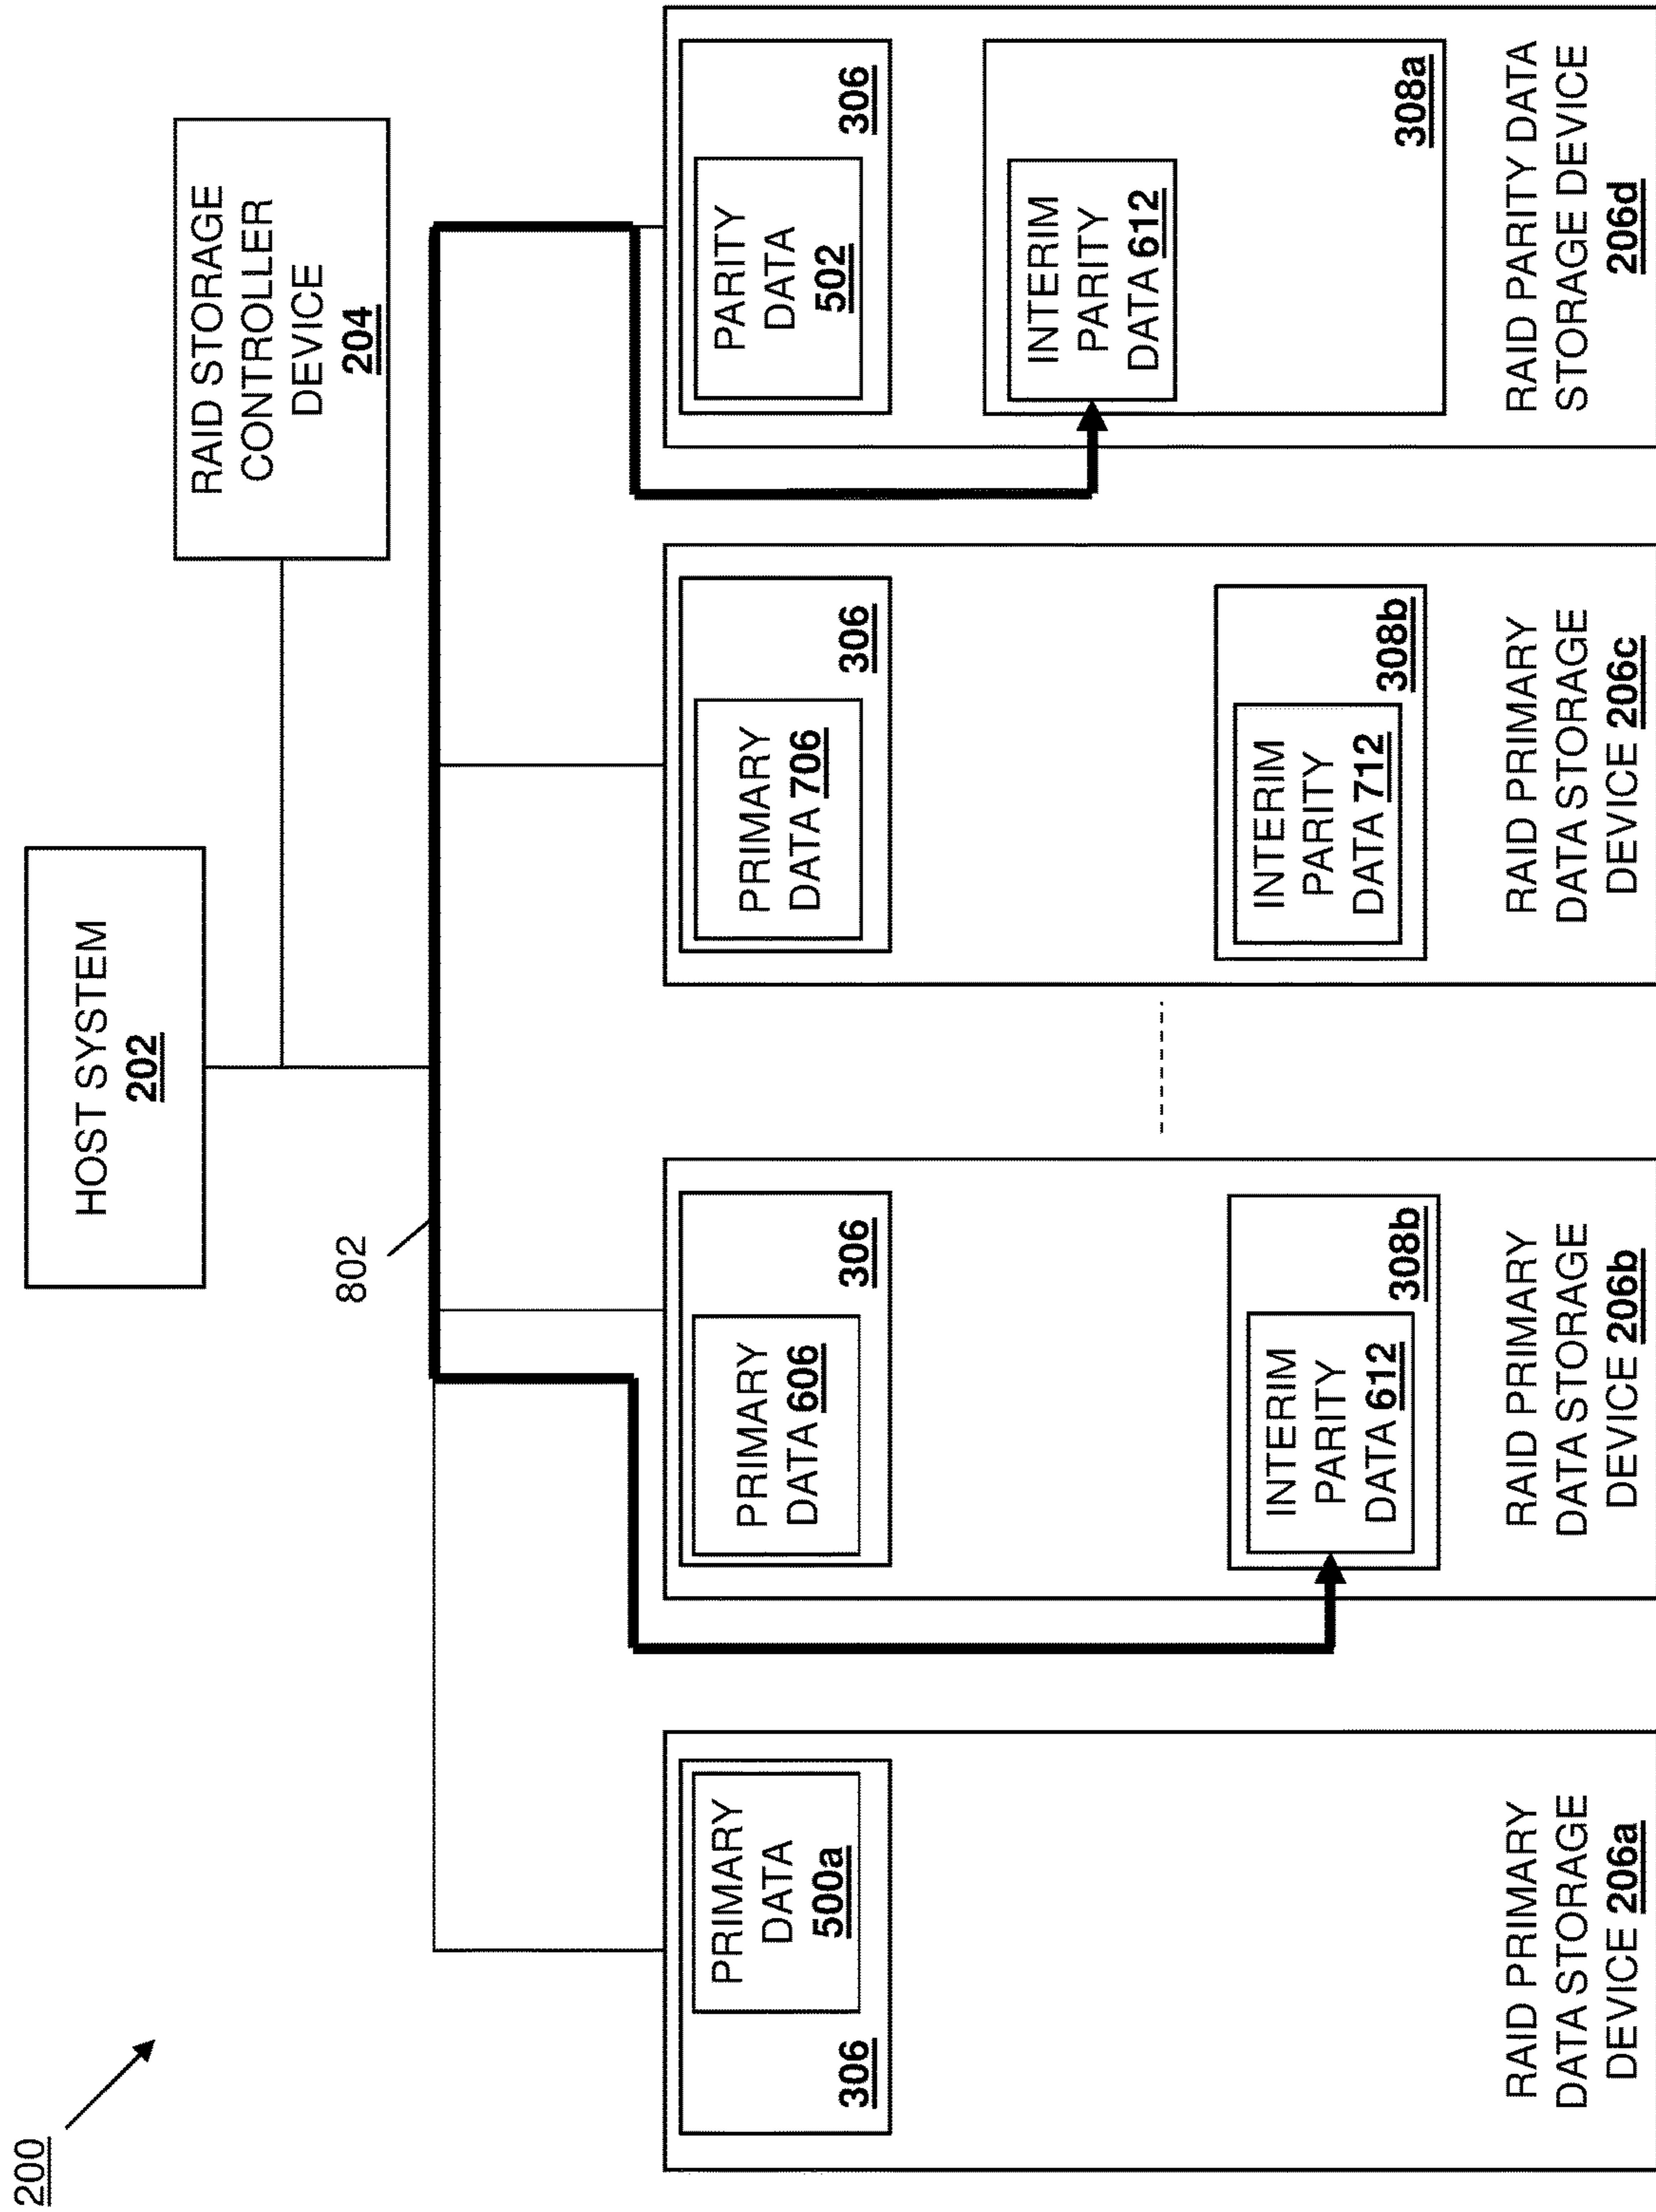 200
HOST SYSTEM
202
RAID STORAGE
CONTROLLER
DEVICE
204
802
306
PRIMARY
DATA
500a
RAID PRIMARY
DATA STORAGE
DEVICE 206a
PRIMARY
DATA 606
306
INTERIM
PARITY
DATA 612
308b
RAID PRIMARY
DATA STORAGE
DEVICE 206b
PRIMARY
DATA 706
306
INTERIM
PARITY
DATA 712
308b
RAID PRIMARY
DATA STORAGE
DEVICE 206c
PARITY
DATA
502
306
INTERIM
PARITY
DATA 612
308a
RAID PARITY DATA
STORAGE DEVICE
206d